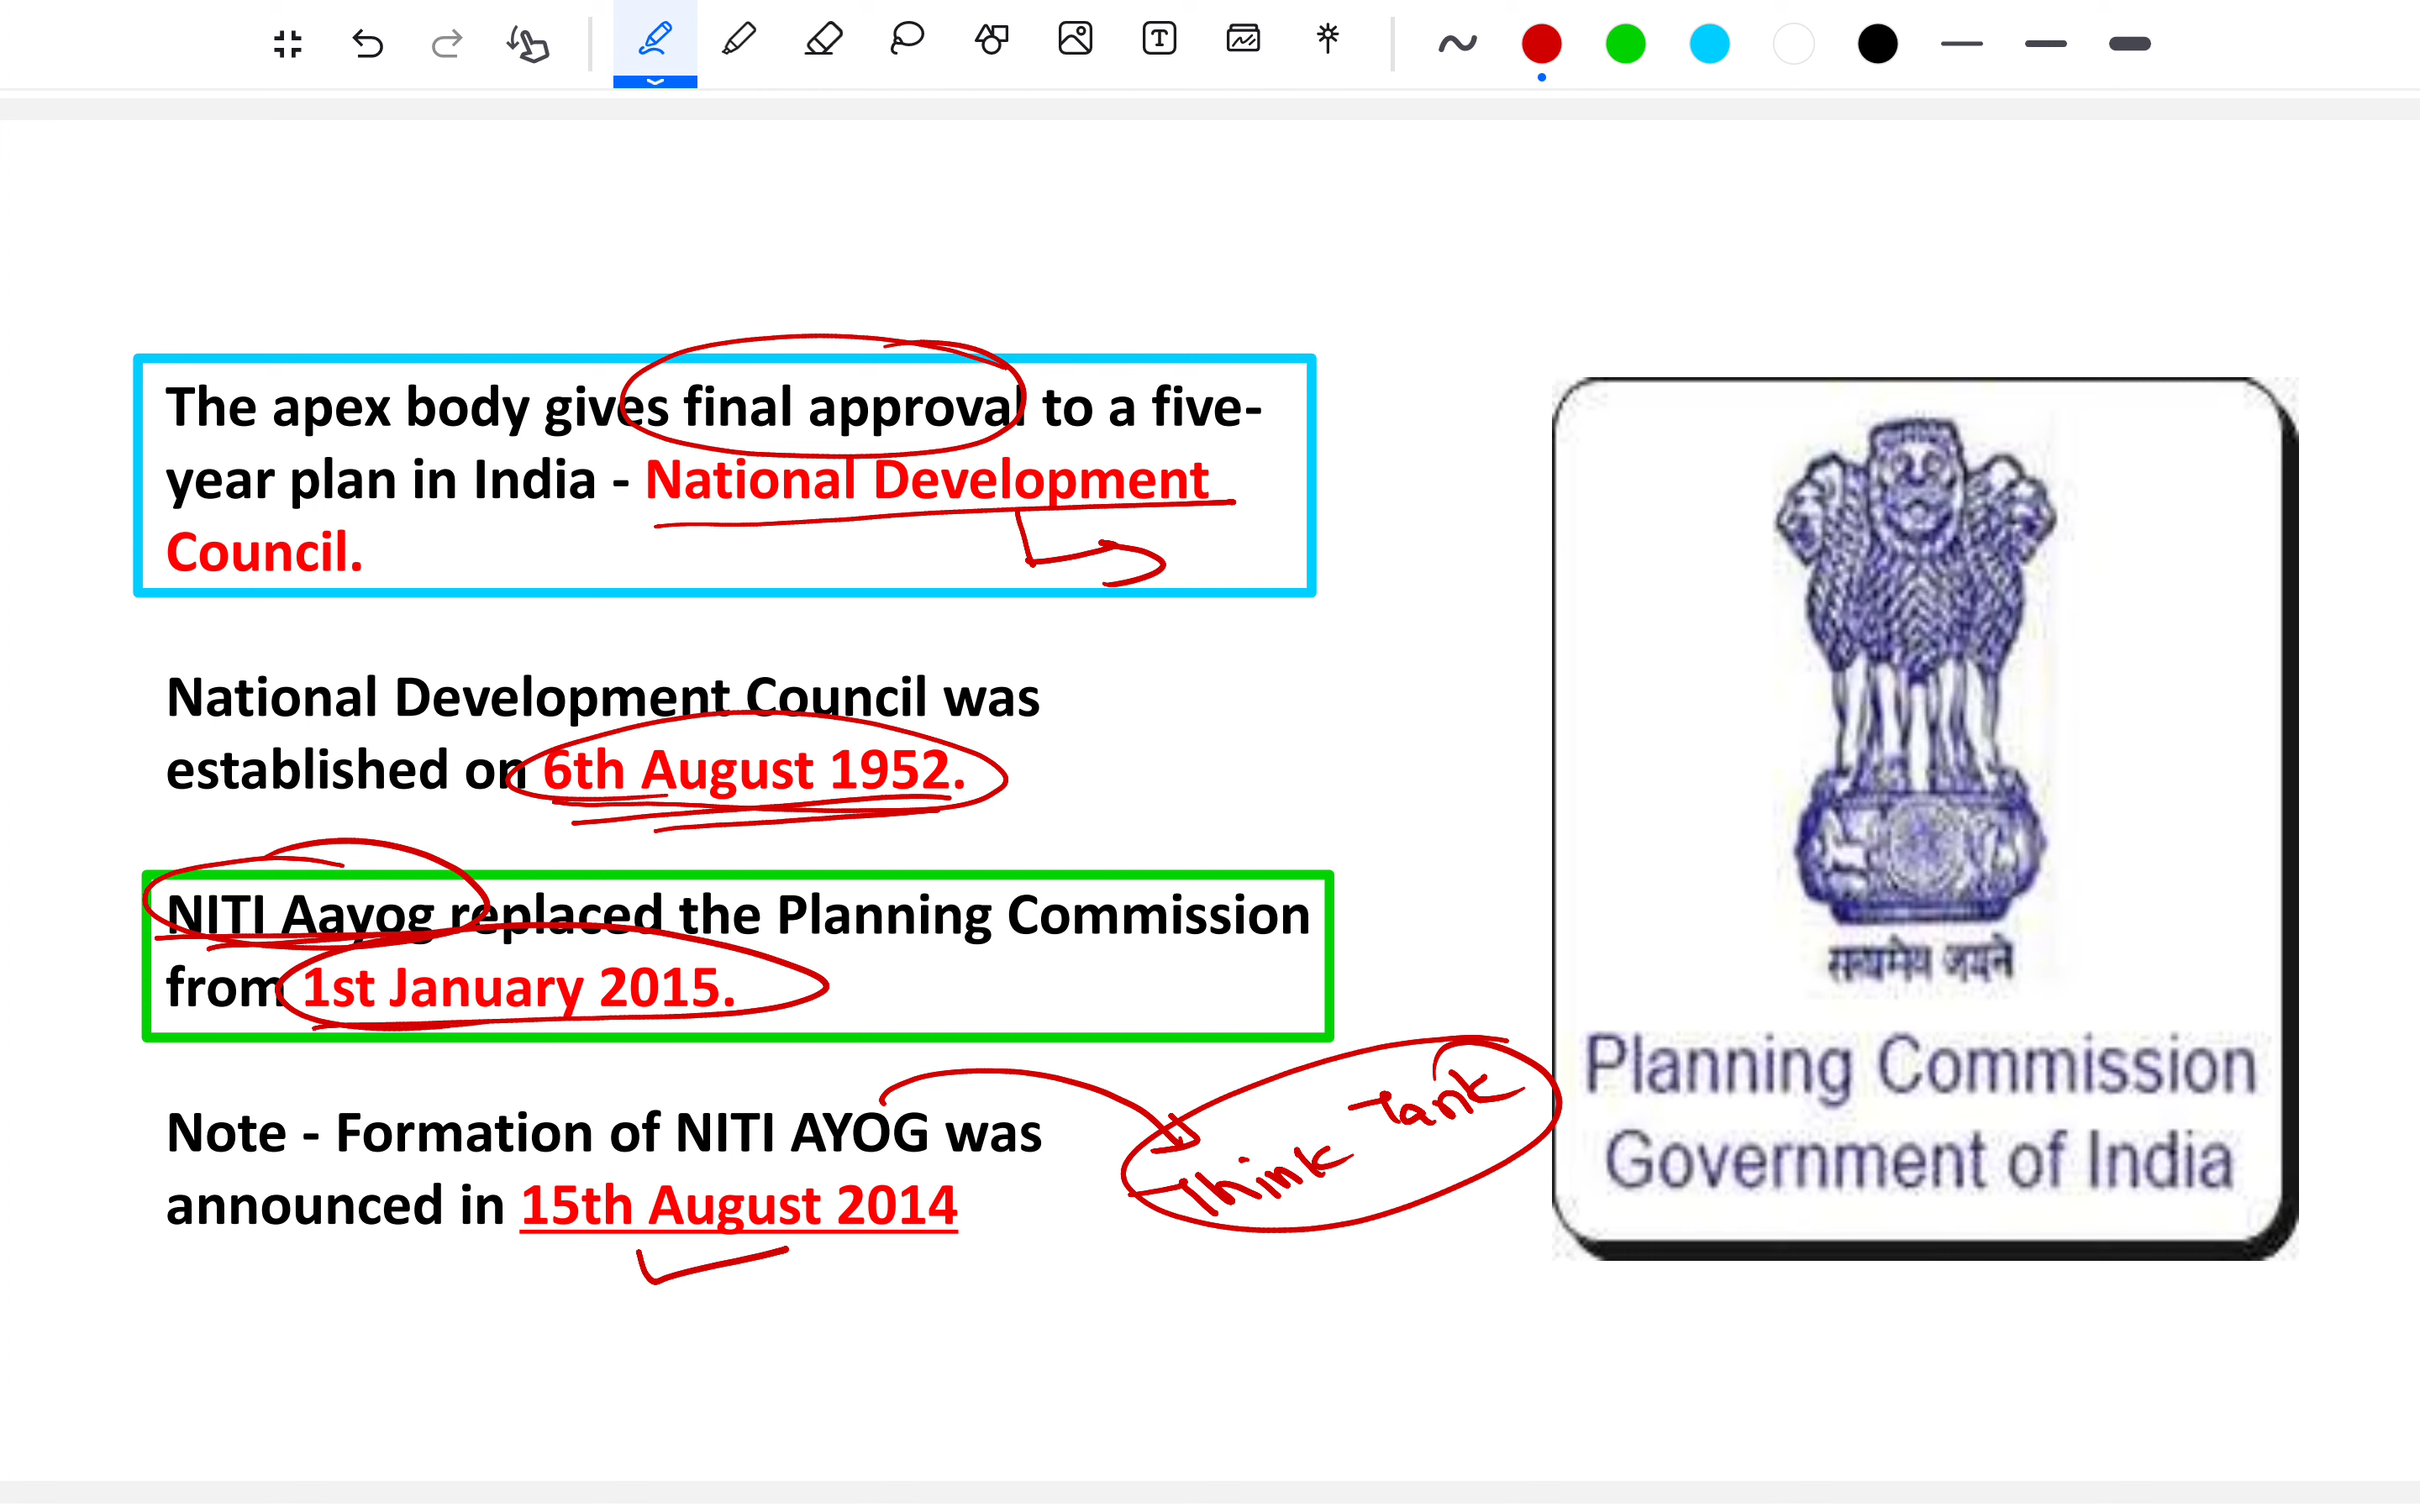 The apex body gives final approval to a five-
year plan in India - National Development
Council.
National Development Council was
established on 6th August 1952.
NITI Aayog replaced the Planning Commission
from 1st January 2015.
Note - Formation of NITI AYOG was
announced in 15th August 2014
Think Tank
सत्यमेव जयते
Planning Commission
Government of India